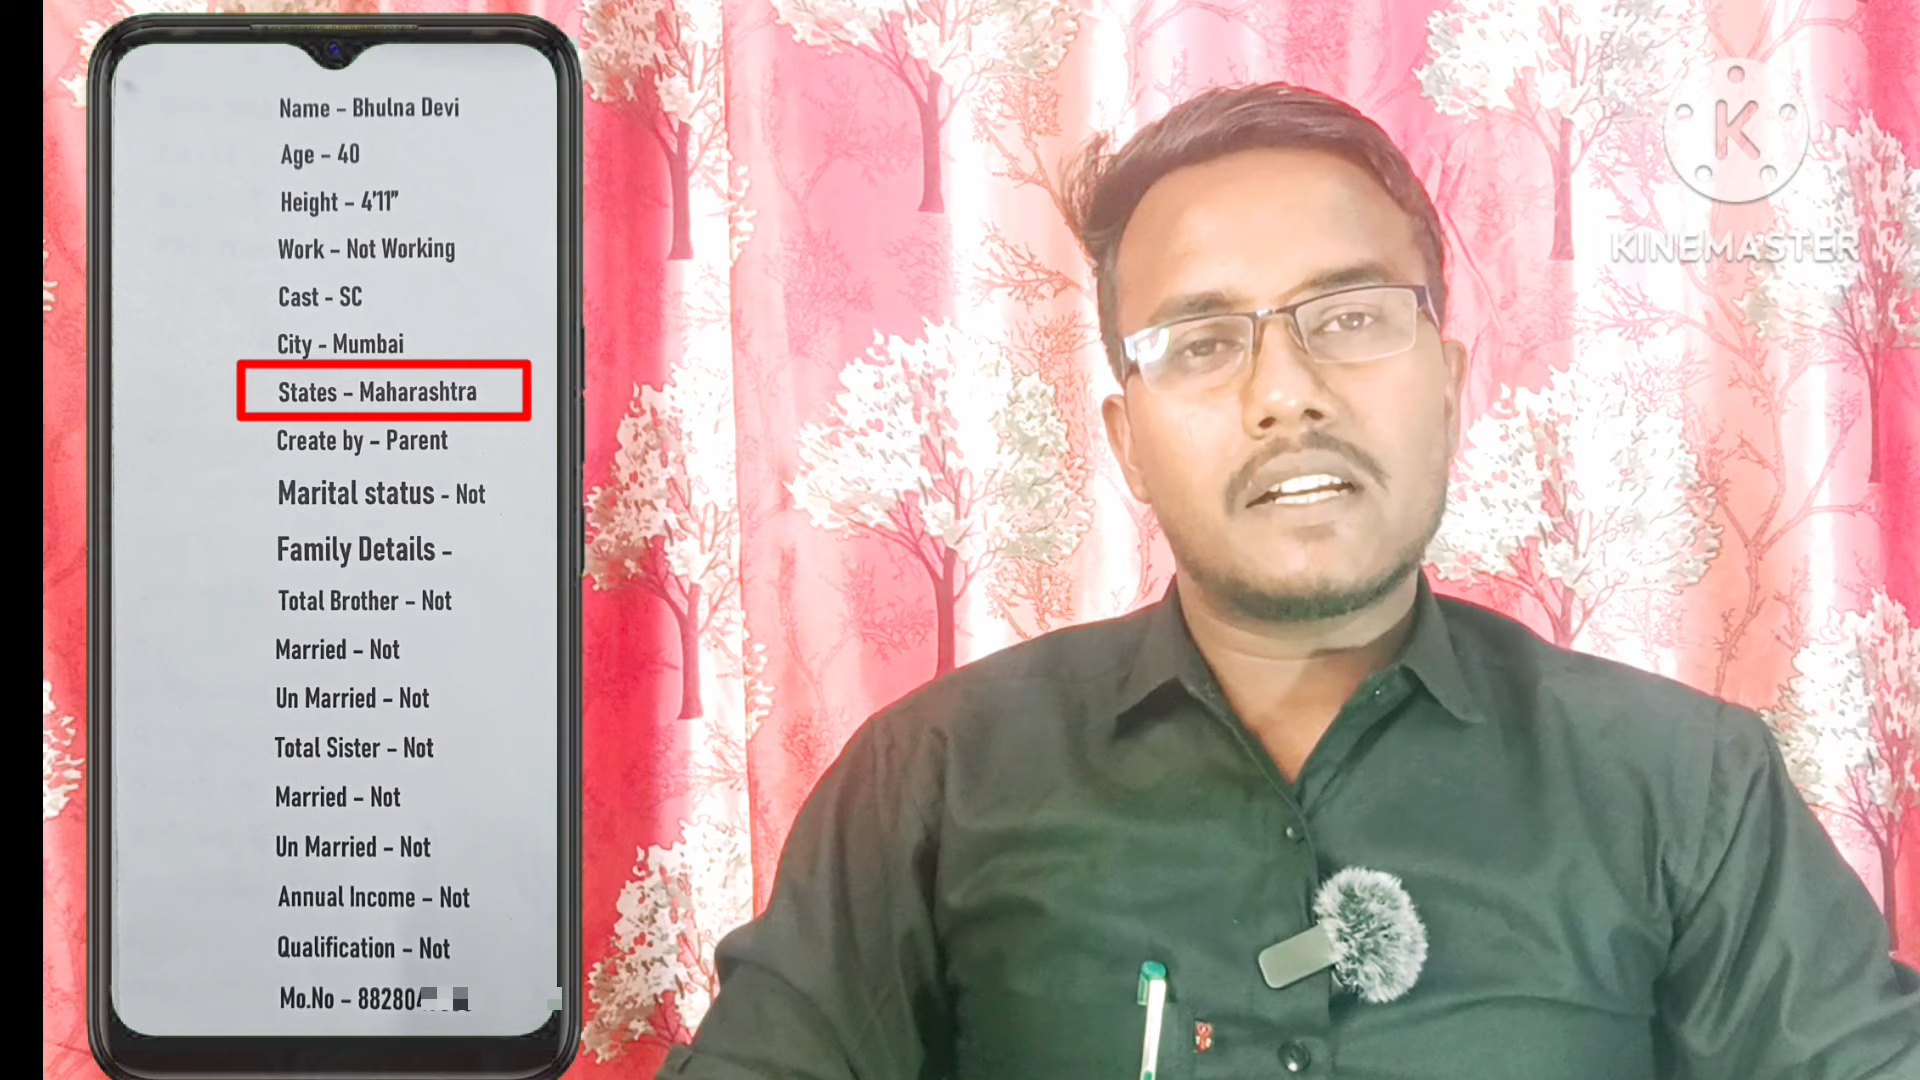 Name - Bhulna Devi
Age - 40
Height - 4'11"
Work - Not Working
Cast - SC
City - Mumbai
States - Maharashtra
Create by - Parent
Marital status - Not
Family Details -
Total Brother - Not
Married - Not
Un Married - Not
Total Sister - Not
Married - Not
Un Married - Not
Annual Income - Not
Qualification - Not
Mo.No - 88280
K
KINEMASTER